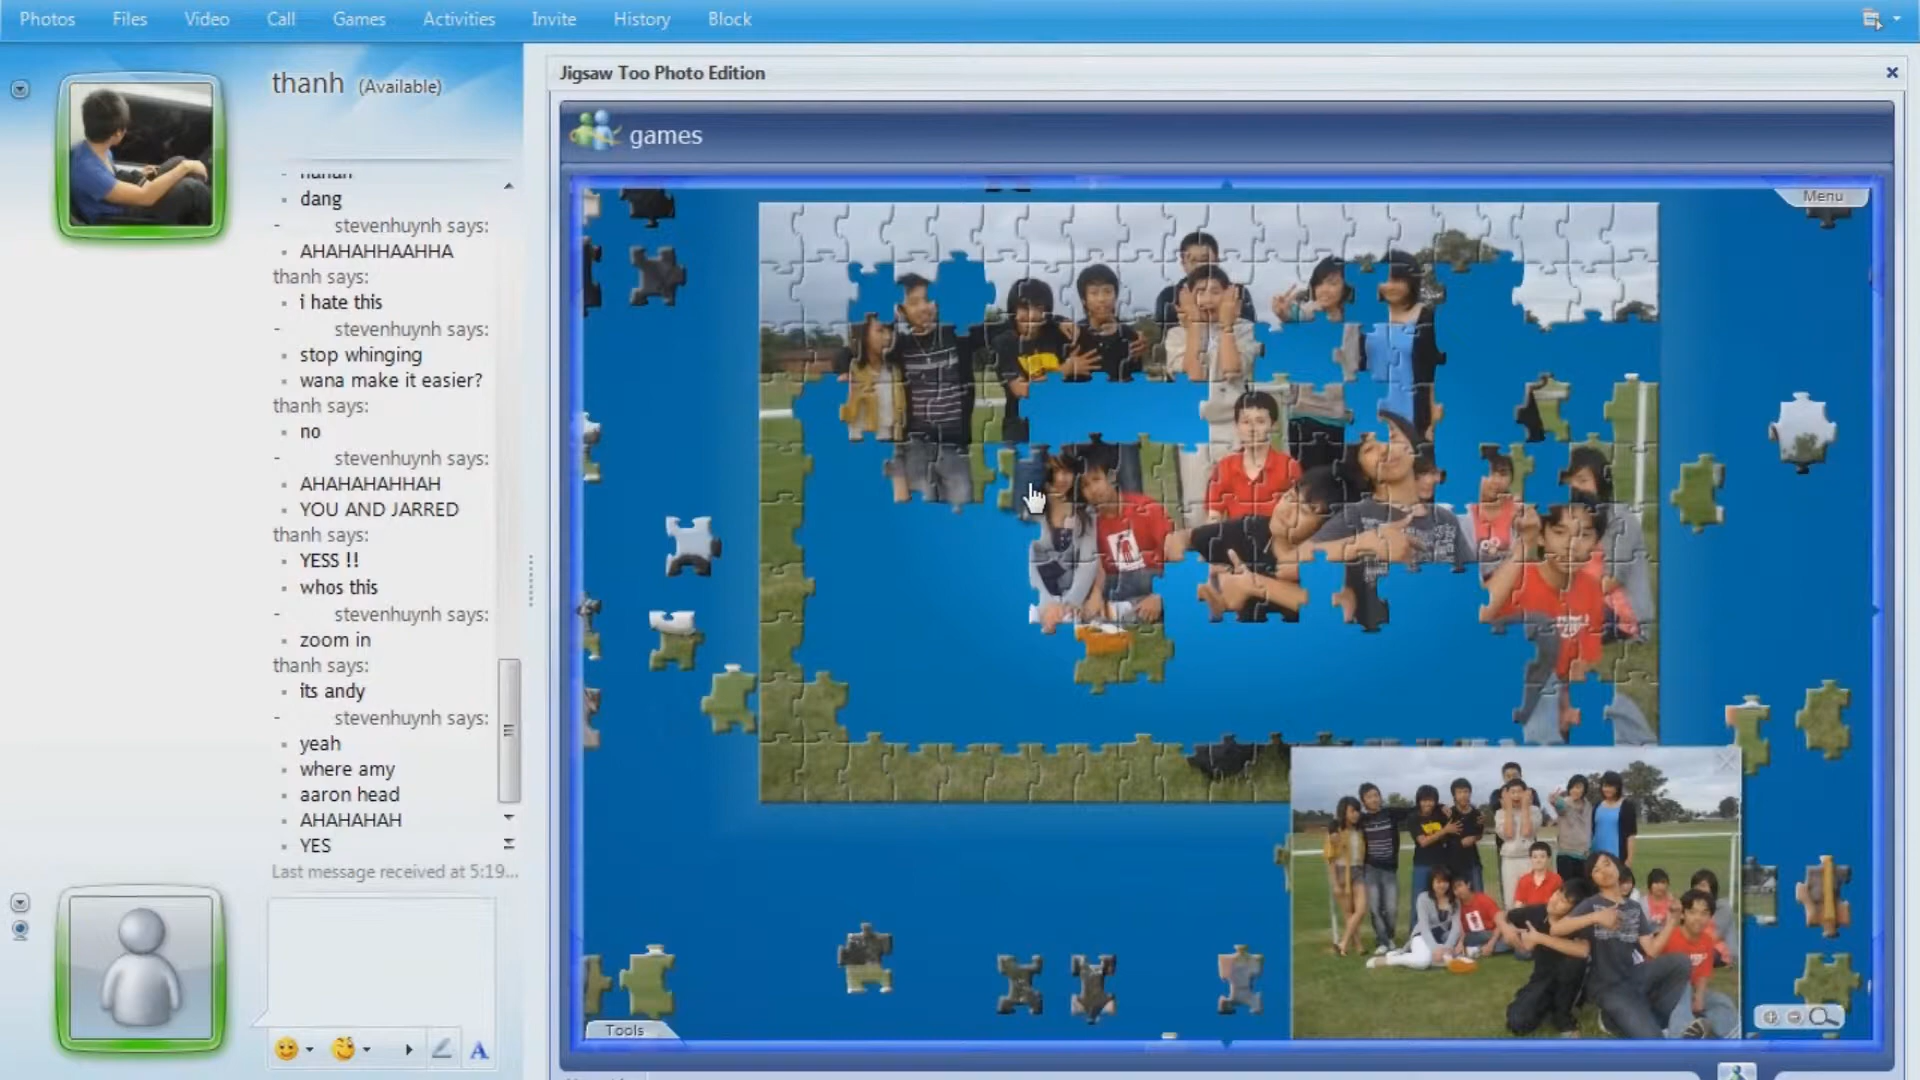 Photos Files Video Call Games Activities Invite History Block
thanh (Available)
dang
- stevenhuynh says:
AHAHAHHAAHHA
thanh says:
i hate this
- stevenhuynh says:
stop whinging
wana make it easier?
thanh says:
no
- stevenhuynh says:
AHAHAHAHHAH
YOU AND JARRED
thanh says:
YESS !!
whos this
- stevenhuynh says:
zoom in
thanh says:
its andy
- stevenhuynh says:
yeah
where amy
aaron head
AHAHAHAH
YES
Last message received at 5:19...
Jigsaw Too Photo Edition
games
Menu
Tools